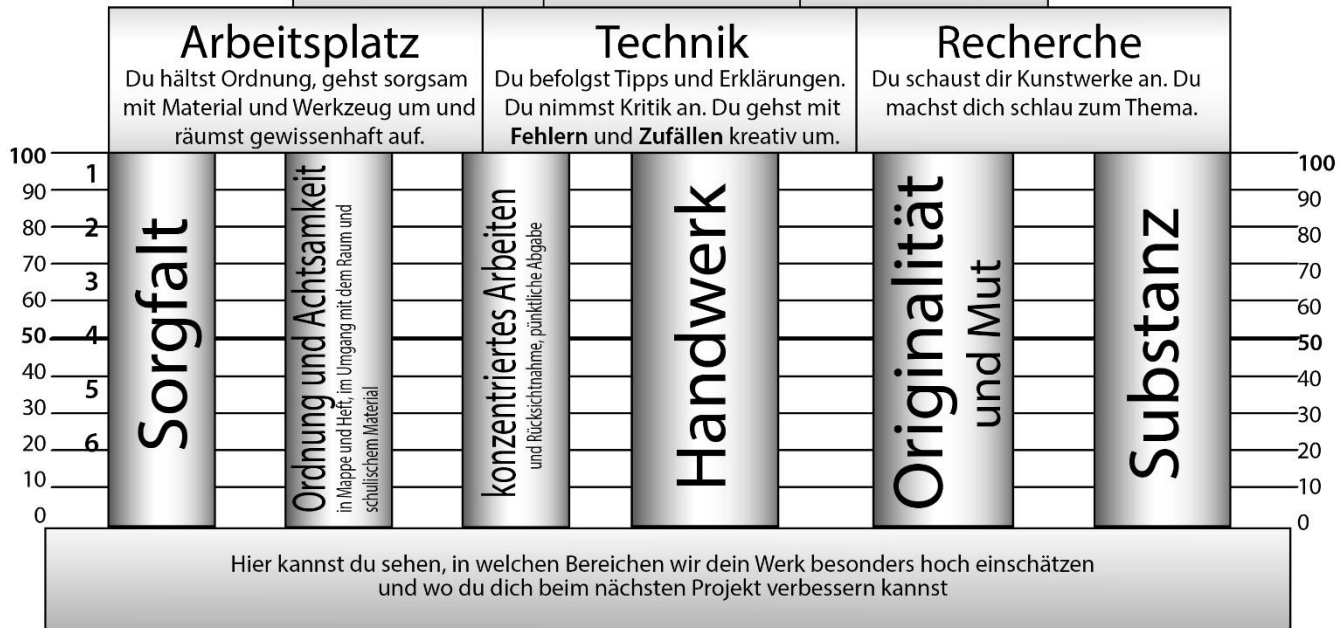 Arbeitsplatz
Du hältst Ordnung, gehst sorgsam
mit Material und Werkzeug um und
räumst gewissenhaft auf.
Technik
Du befolgst Tipps und Erklärungen.
Du nimmst Kritik an. Du gehst mit
Fehlern und Zufällen kreativ um.
Recherche
Du schaust dir Kunstwerke an. Du
machst dich schlau zum Thema.
100
90
80
70
60
50
40
30
20
10
0
1
2
3
4
5
6
Sorgfalt
Ordnung und Achtsamkeit
in Mappe und Heft, im Umgang mit dem Raum und
schulischem Material
konzentriertes Arbeiten
und Rücksichtnahme, pünktliche Abgabe
Handwerk
Originalität
und Mut
Substanz
100
90
80
70
60
50
40
30
20
10
0
Hier kannst du sehen, in welchen Bereichen wir dein Werk besonders hoch einschätzen
und wo du dich beim nächsten Projekt verbessern kannst